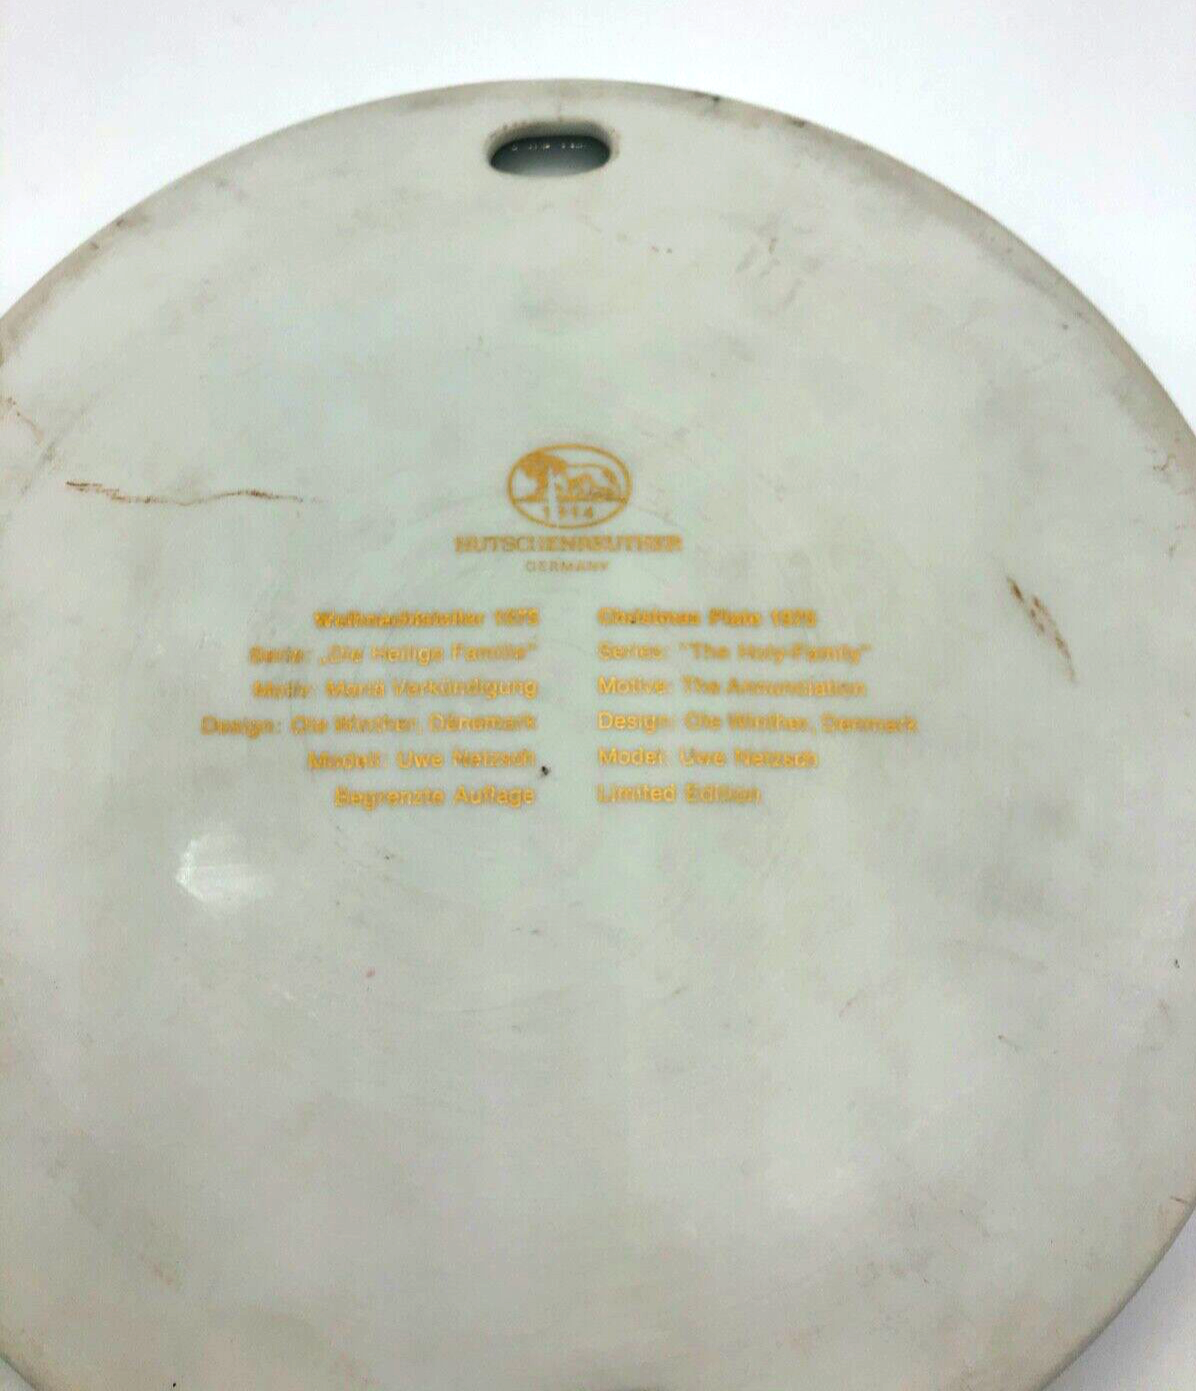 1814
HUTSCHENREUTHER
GERMANY
Weihnachtsteller
Serie: „Die Heilige Familie"
Motiv: Mariä Verkündigung
Design: Ole Winther, Dänemark
Modell: Uwe Netzsch
Begrenzte Auflage
Christmas Plate
Series: "The Holy-Family"
Motive: The Annunciation
Design: Ole Winther, Denmark
Model: Uwe Netzsch
Limited Edition